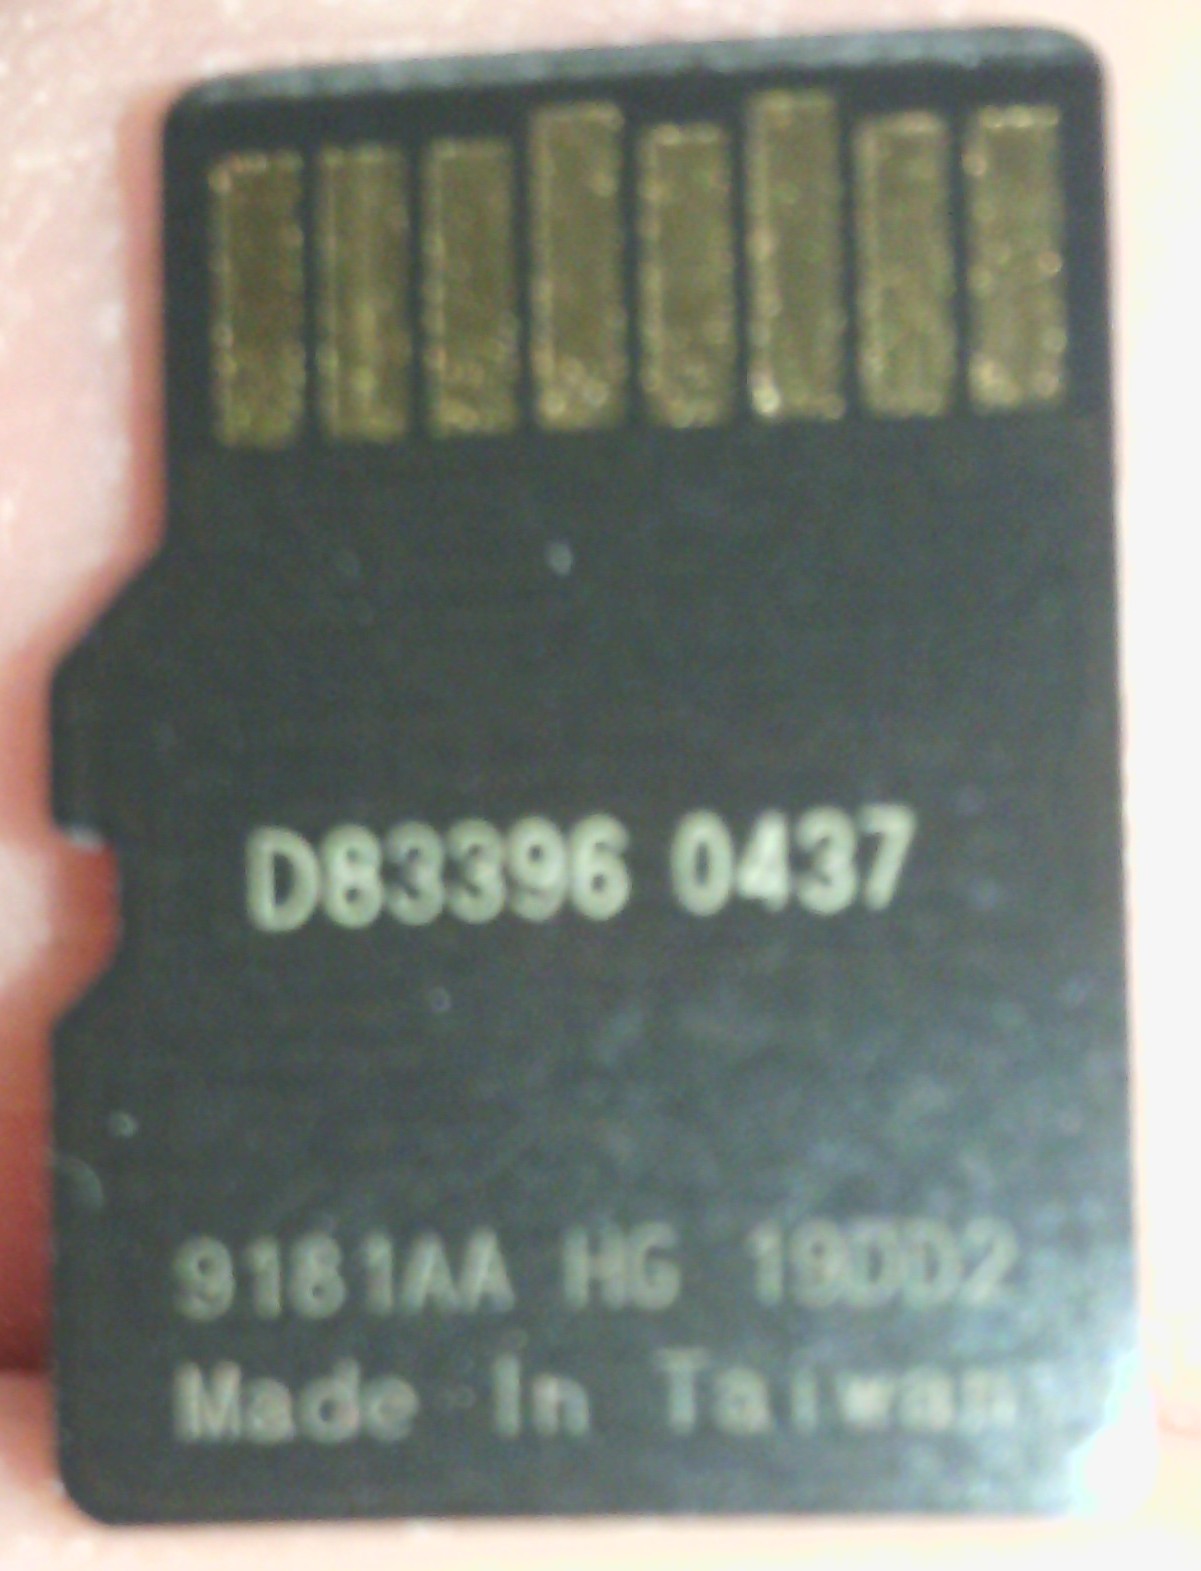 D83396 0437
9181AA HG 19DD2
Made In Taiwan